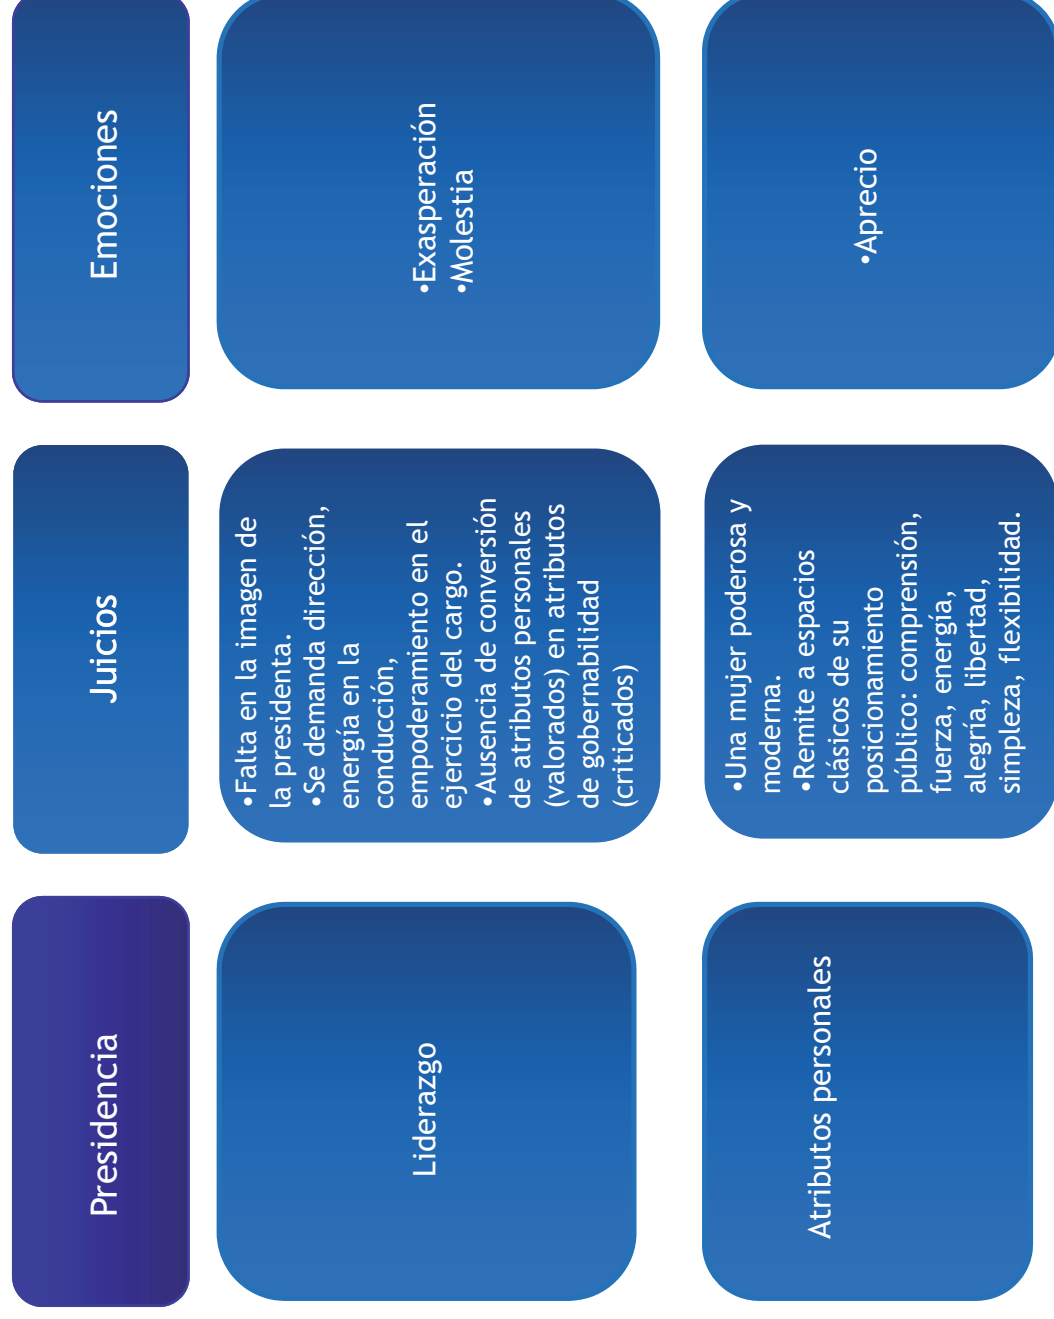 Presidencia
Juicios
Emociones
Liderazgo
•Falta en la imagen de
la presidenta.
•Se demanda dirección,
energía en la
conducción,
empoderamiento en el
ejercicio del cargo.
•Ausencia de conversión
de atributos personales
(valorados) en atributos
de gobernabilidad
(criticados)
•Exasperación
•Molestia
Atributos personales
•Una mujer poderosa y
moderna.
•Remite a espacios
clásicos de su
posicionamiento
público: comprensión,
fuerza, energía,
alegría, libertad,
simpleza, flexibilidad.
•Aprecio